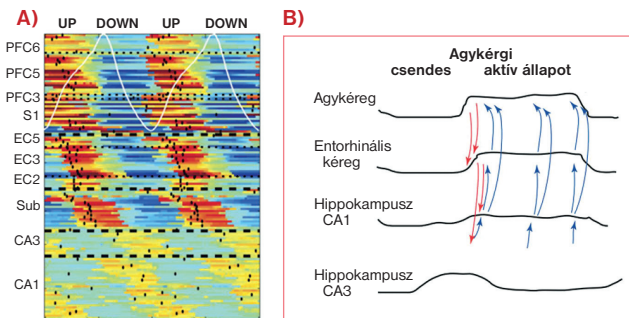 A)
UP DOWN UP DOWN
PFC6
PFC5
PFC3
S1
EC5
EC3
EC2
Sub
CA3
CA1
B)
Agykérgi
csendes aktív állapot
Agykéreg
Entorhinális
kéreg
Hippokampusz
CA1
Hippokampusz
CA3